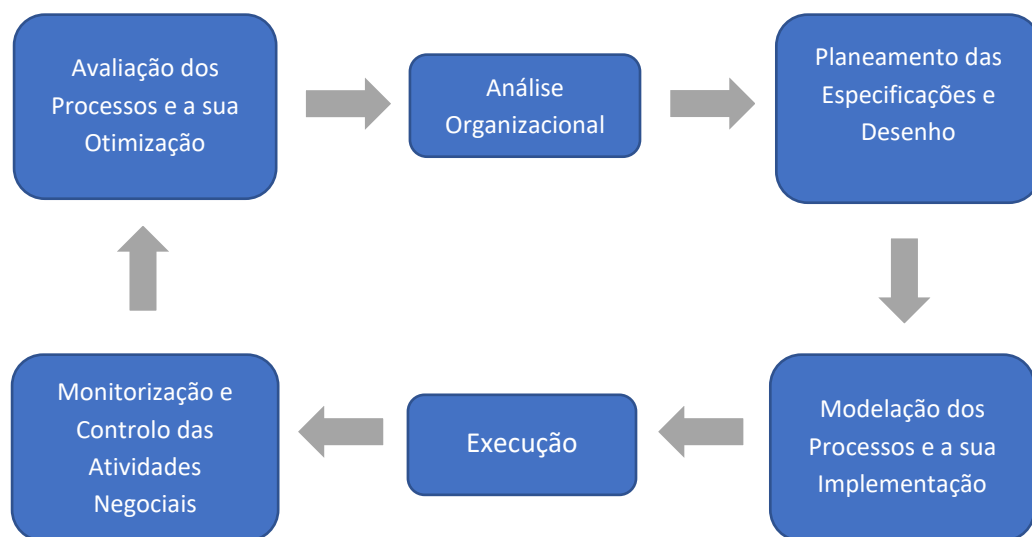 Avaliação dos
Processos e a sua
Otimização
Análise
Organizacional
Planeamento das
Especificações e
Desenho
Monitorização e
Controlo das
Atividades
Negociais
Execução
Modelação dos
Processos e a sua
Implementação